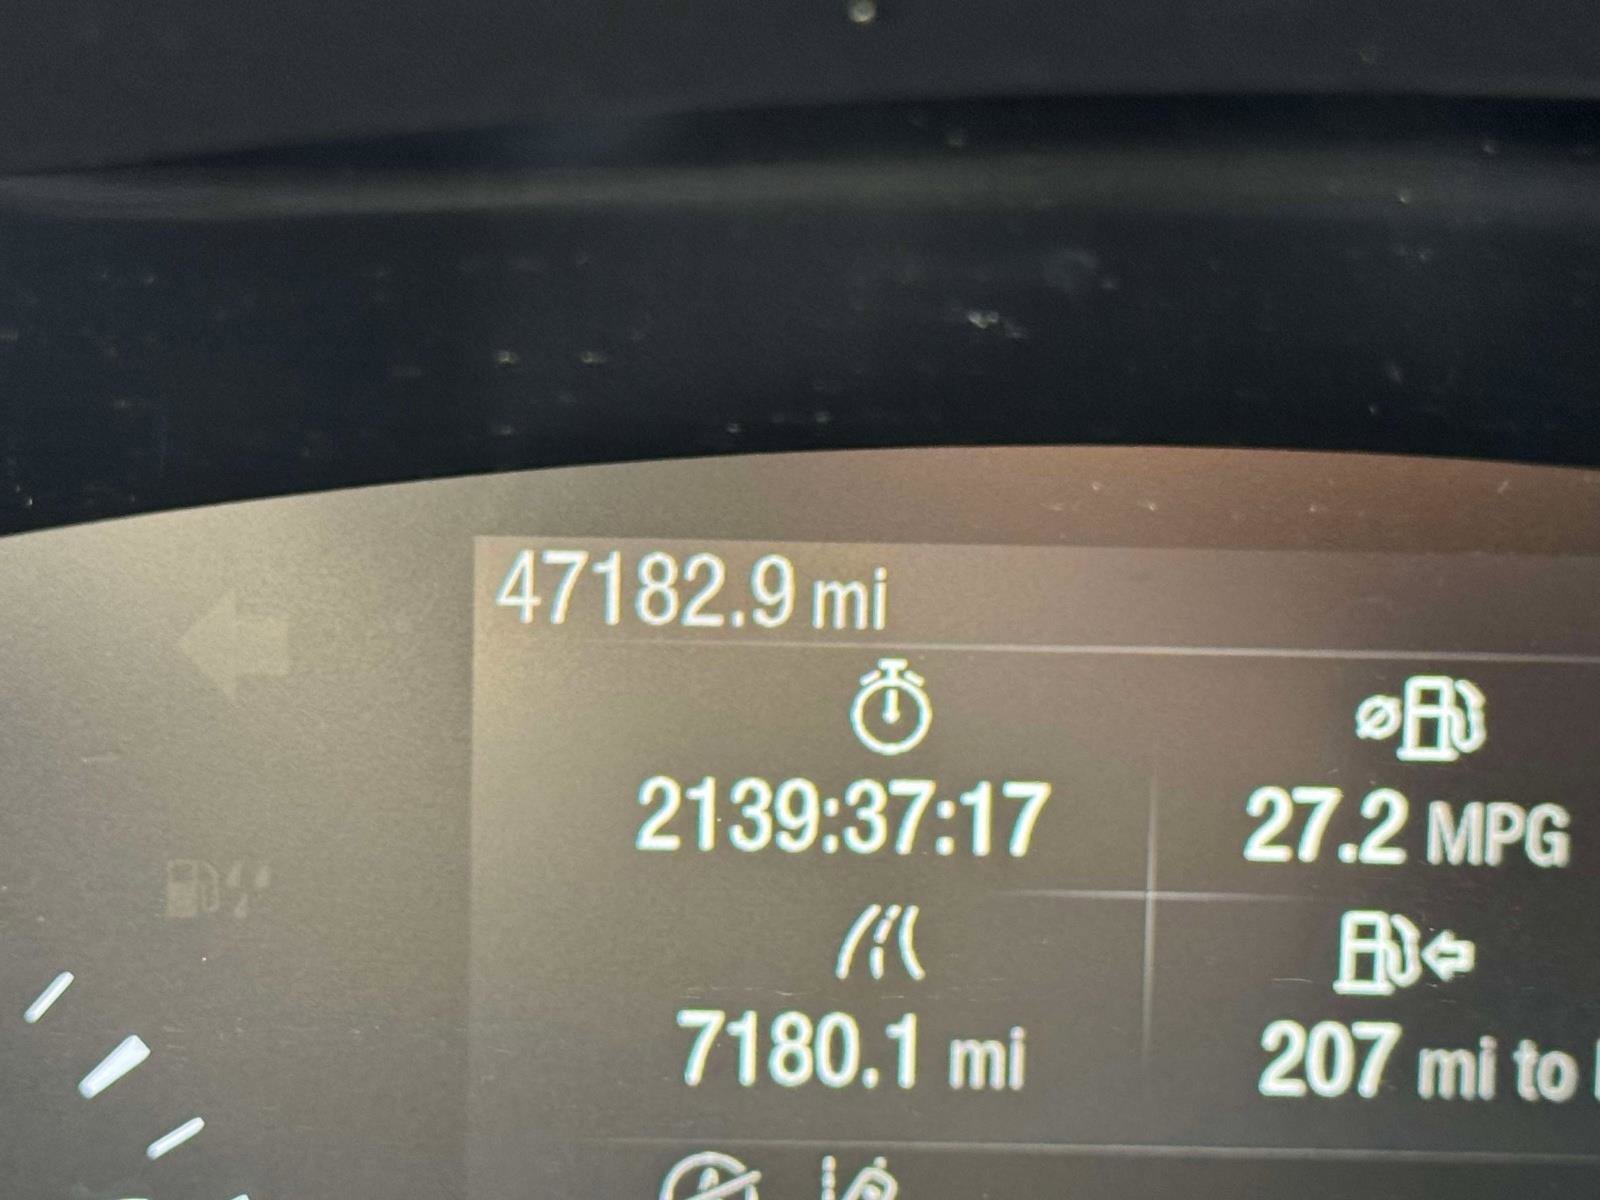 47182.9 mi
2139:37:17
27.2 MPG
7180.1 mi
207 mi to